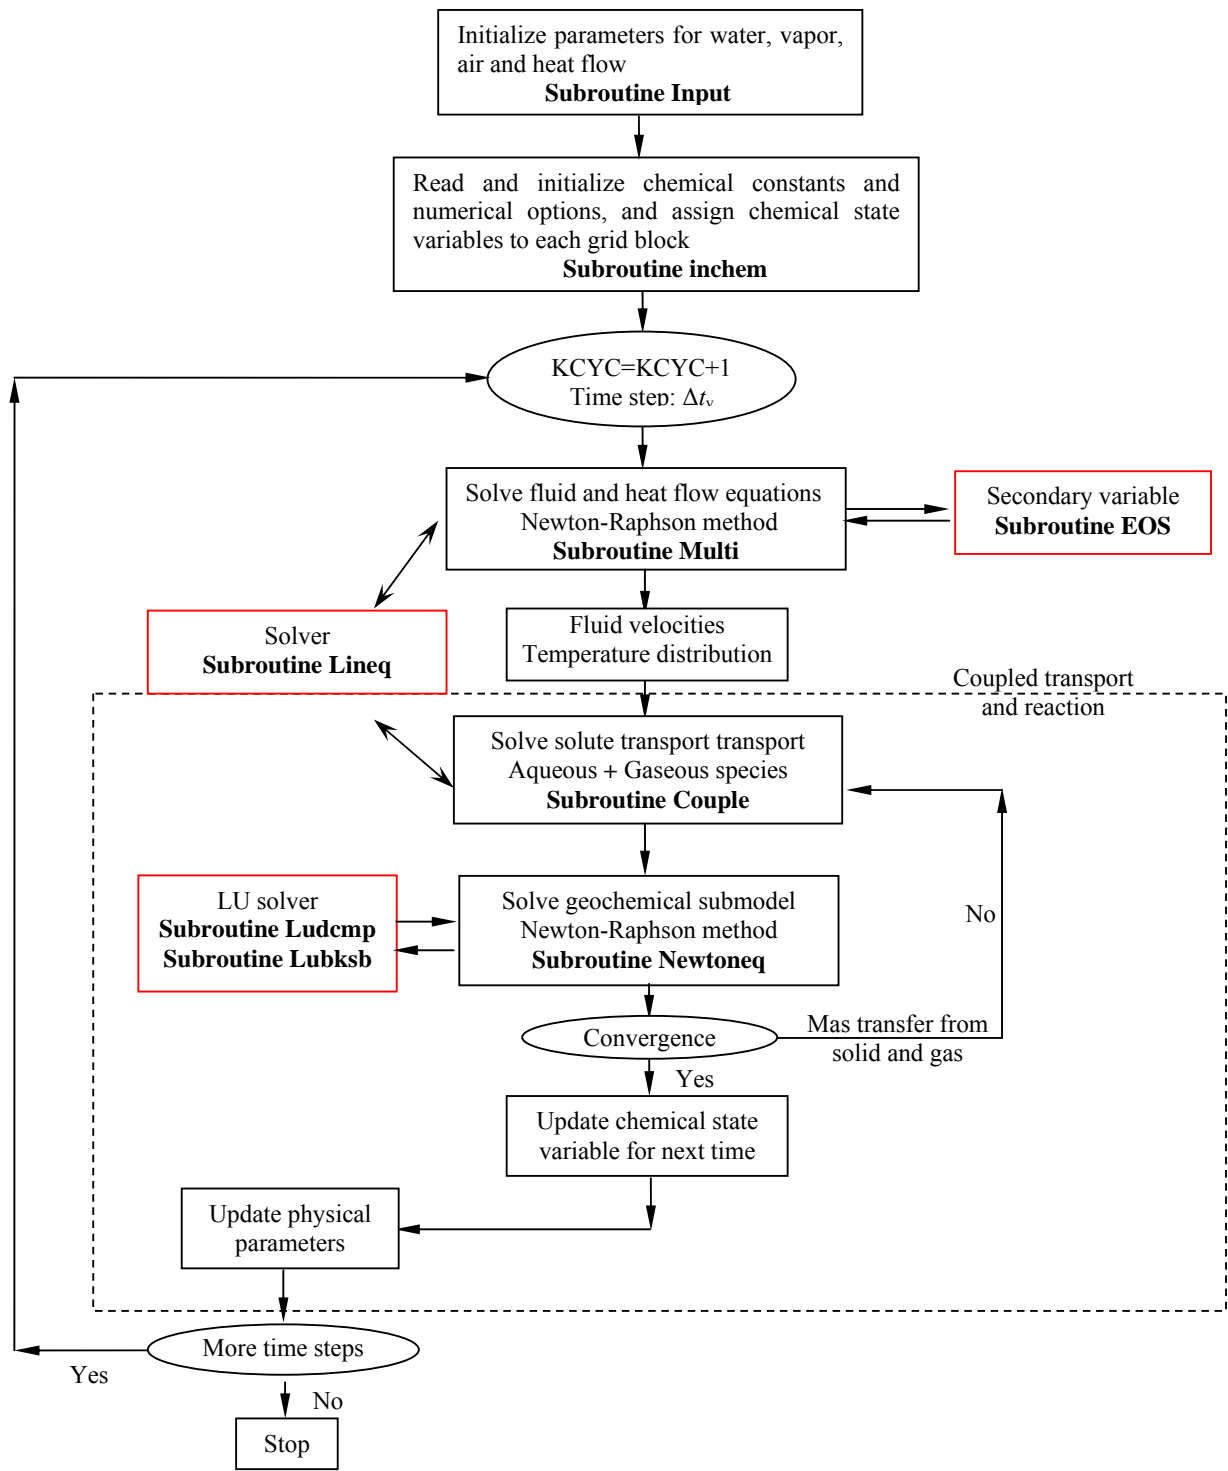 Initialize parameters for water, vapor,
air and heat flow
Subroutine Input
Read and initialize chemical constants and
numerical options, and assign chemical state
variables to each grid block
Subroutine inchem
KCYC=KCYC+1
Time step: Δt
Solve fluid and heat flow equations
Newton-Raphson method
Subroutine Multi
Secondary variable
Subroutine EOS
Solver
Subroutine Lineq
Fluid velocities
Temperature distribution
Coupled transport
and reaction
Solve solute transport transport
Aqueous + Gaseous species
Subroutine Couple
LU solver
Subroutine Ludcmp
Subroutine Lubksb
Solve geochemical submodel
Newton-Raphson method
Subroutine Newtoneq
No
Convergence
Mas transfer from
solid and gas
Yes
Update chemical state
variable for next time
Update physical
parameters
More time steps
Yes
No
Stop